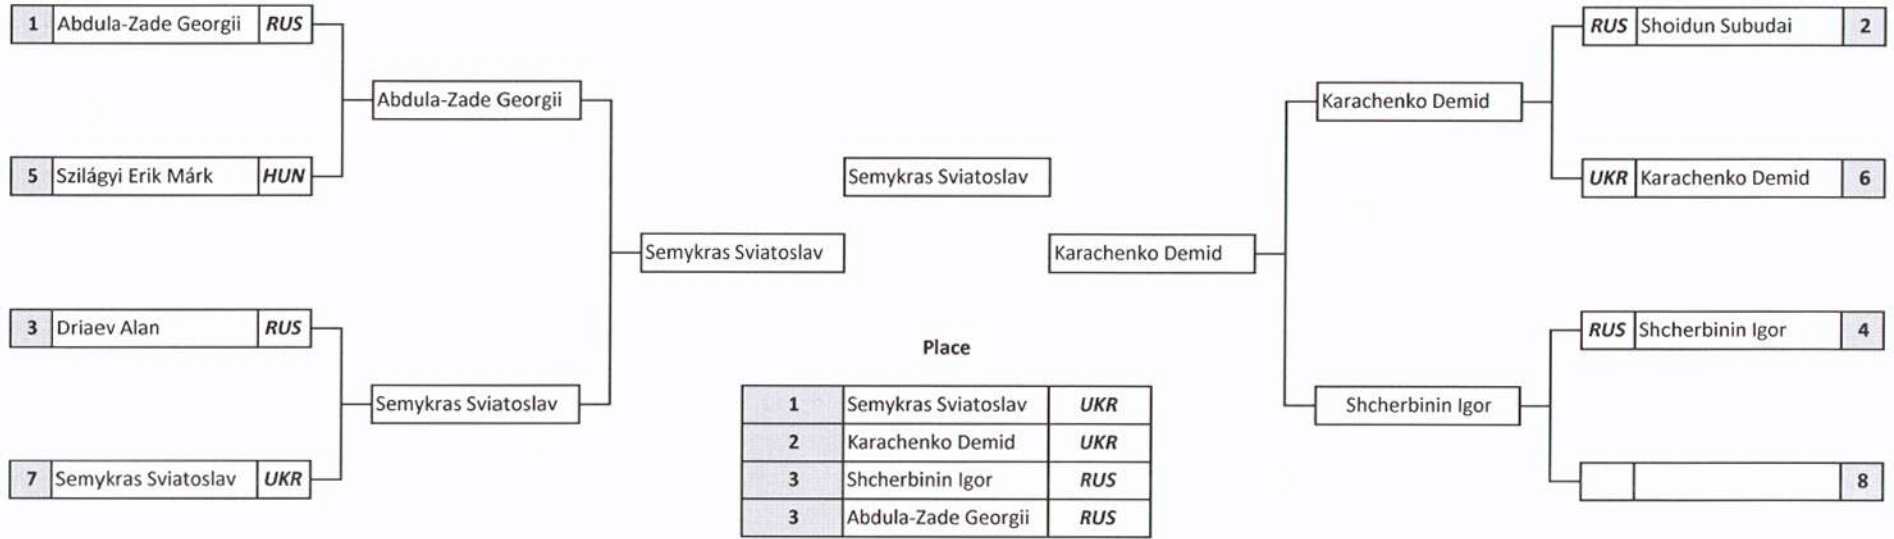 1 Abdula-Zade Georgii RUS
RUS Shoidun Subudai 2
Abdula-Zade Georgii
Karachenko Demid
5 Szilágyi Erik Márk HUN
Semykras Sviatoslav
UKR Karachenko Demid 6
Semykras Sviatoslav
Karachenko Demid
3 Driaev Alan RUS
RUS Shcherbinin Igor 4
Place
Semykras Sviatoslav
1 Semykras Sviatoslav UKR
Shcherbinin Igor
2 Karachenko Demid UKR
7 Semykras Sviatoslav UKR
3 Shcherbinin Igor RUS
8
3 Abdula-Zade Georgii RUS